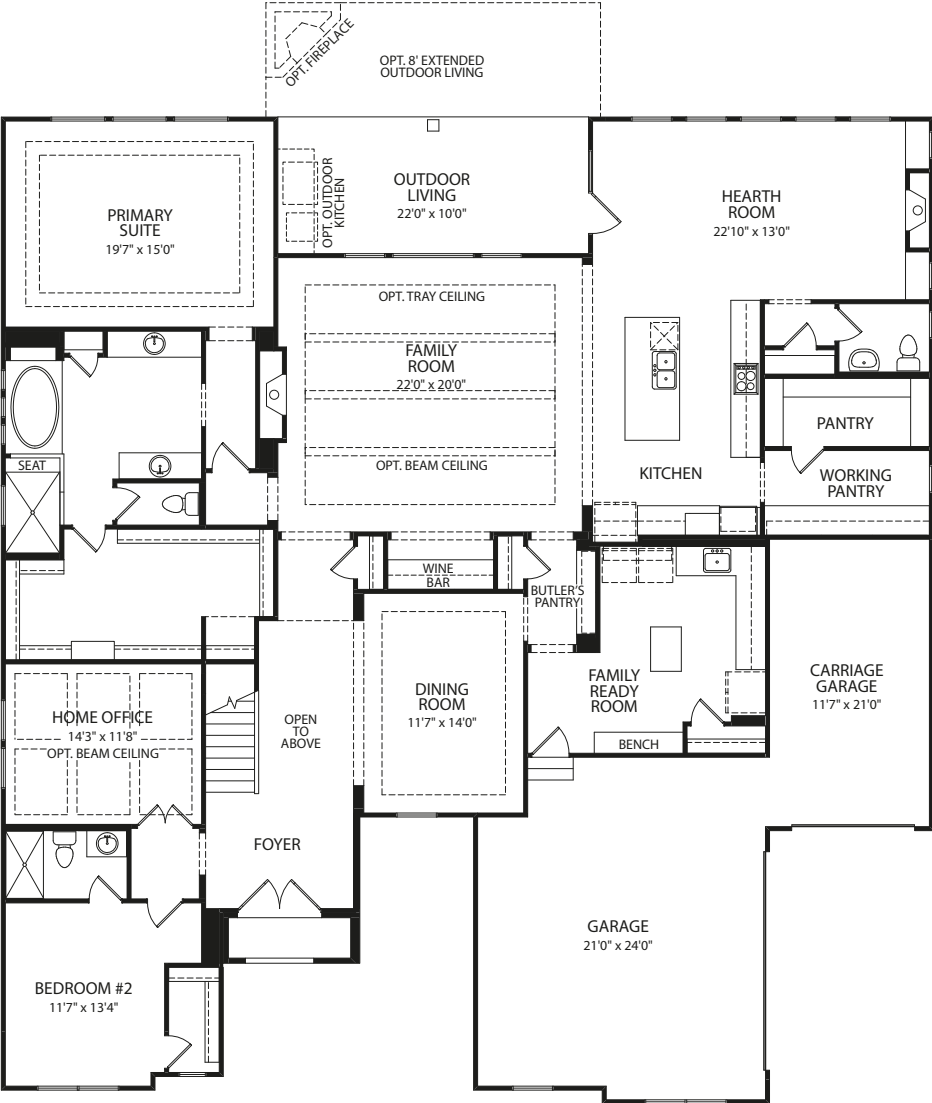 OPT. FIREPLACE
OPT. 8' EXTENDED
OUTDOOR LIVING
PRIMARY
SUITE
19'7" x 15'0"
OPT. OUTDOOR
KITCHEN
OUTDOOR
LIVING
22'0" x 10'0"
HEARTH
ROOM
22'10" x 13'0"
OPT. TRAY CEILING
FAMILY
ROOM
22'0" x 20'0"
OPT. BEAM CEILING
KITCHEN
PANTRY
WORKING
PANTRY
SEAT
WINE
BAR
BUTLER'S
PANTRY
HOME OFFICE
14'3" x 11'8"
OPT. BEAM CEILING
OPEN
TO
ABOVE
DINING
ROOM
11'7" x 14'0"
FAMILY
READY
ROOM
BENCH
CARRIAGE
GARAGE
11'7" x 21'0"
FOYER
GARAGE
21'0" x 24'0"
BEDROOM #2
11'7" x 13'4"